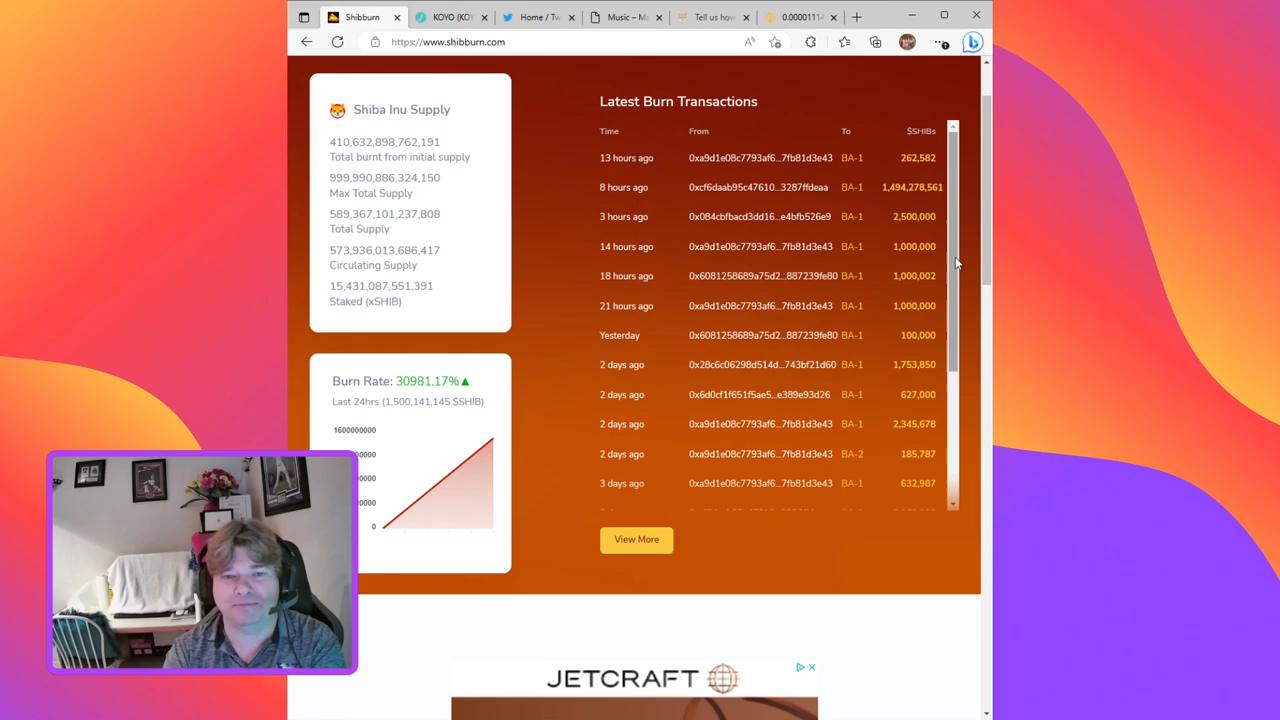 Shibburn
KOYO (KOY
Home / Tw
Music – Ma
Tell us how
0.00001114
https://www.shibburn.com
Shiba Inu Supply
410,632,898,762,191
Total burnt from initial supply
999,990,886,324,150
Max Total Supply
589,367,101,237,808
Total Supply
573,936,013,686,417
Circulating Supply
15,431,087,551,391
Staked (xSHIB)
Burn Rate: 30981.17%▲
Last 24hrs (1,500,141,145 $SHIB)
1600000000
0
Latest Burn Transactions
Time From To $SHIBs
13 hours ago 0xa9d1e08c7793af6...7fb81d3e43 BA-1 262,582
8 hours ago 0xcf6daab95c47610...3287ffdeaa BA-1 1,494,278,561
3 hours ago 0x084cbfbacd3dd16...e4bfb526e9 BA-1 2,500,000
14 hours ago 0xa9d1e08c7793af6...7fb81d3e43 BA-1 1,000,000
18 hours ago 0x6081258689a75d2...887239fe80 BA-1 1,000,002
21 hours ago 0xa9d1e08c7793af6...7fb81d3e43 BA-1 1,000,000
Yesterday 0x6081258689a75d2...887239fe80 BA-1 100,000
2 days ago 0x28c6c06298d514d...743bf21d60 BA-1 1,753,850
2 days ago 0x6d0cf1f651f5ae5...e389e93d26 BA-1 627,000
2 days ago 0xa9d1e08c7793af6...7fb81d3e43 BA-1 2,345,678
2 days ago 0xa9d1e08c7793af6...7fb81d3e43 BA-2 185,787
3 days ago 0xa9d1e08c7793af6...7fb81d3e43 BA-1 632,987
View More
JETCRAFT